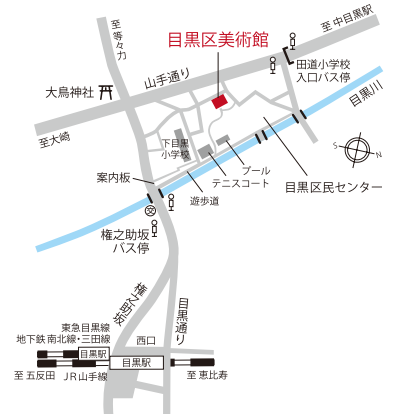 至 中目黒駅
至 等々力
目黒区美術館
山手通り
田道小学校
入口バス停
大鳥神社
目黒川
至大崎
下目黒
小学校
S
N
プール
テニスコート
案内板
目黒区民センター
遊歩道
文
権之助坂
バス停
権之助坂
目黒通り
東急目黒線
地下鉄 南北線・三田線
西口
目黒駅
目黒駅
至 五反田
JR山手線
至 恵比寿